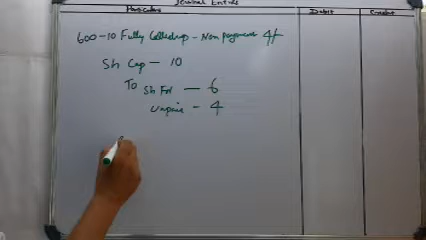 Journal Entries
Particulars
Debit
Credit
600-10 Fully Called up - Non payment 4/-
Sh Cap - 10
To Sh For - 6
Unpaid - 4